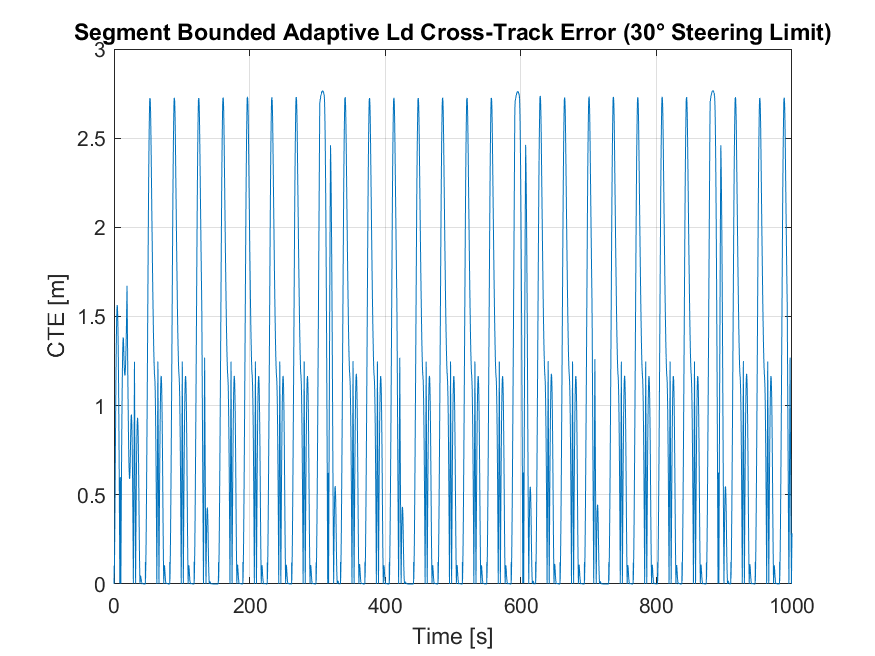 Segment Bounded Adaptive Ld Cross-Track Error (30° Steering Limit)
3
2.5
2
1.5
1
0.5
0
CTE [m]
0 200 400 600 800 1000
Time [s]